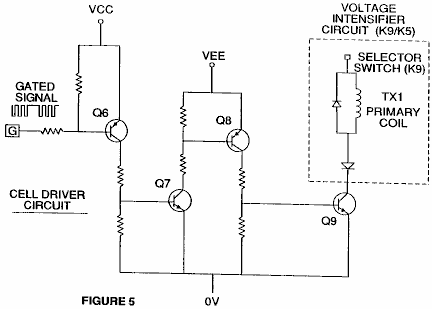 VCC
VOLTAGE
INTENSIFIER
CIRCUIT (K9/K5)
VEE
SELECTOR
SWITCH (K9)
GATED
SIGNAL
Q6
Q8
TX1
PRIMARY
COIL
G
Q7
CELL DRIVER
CIRCUIT
Q9
FIGURE 5
0V